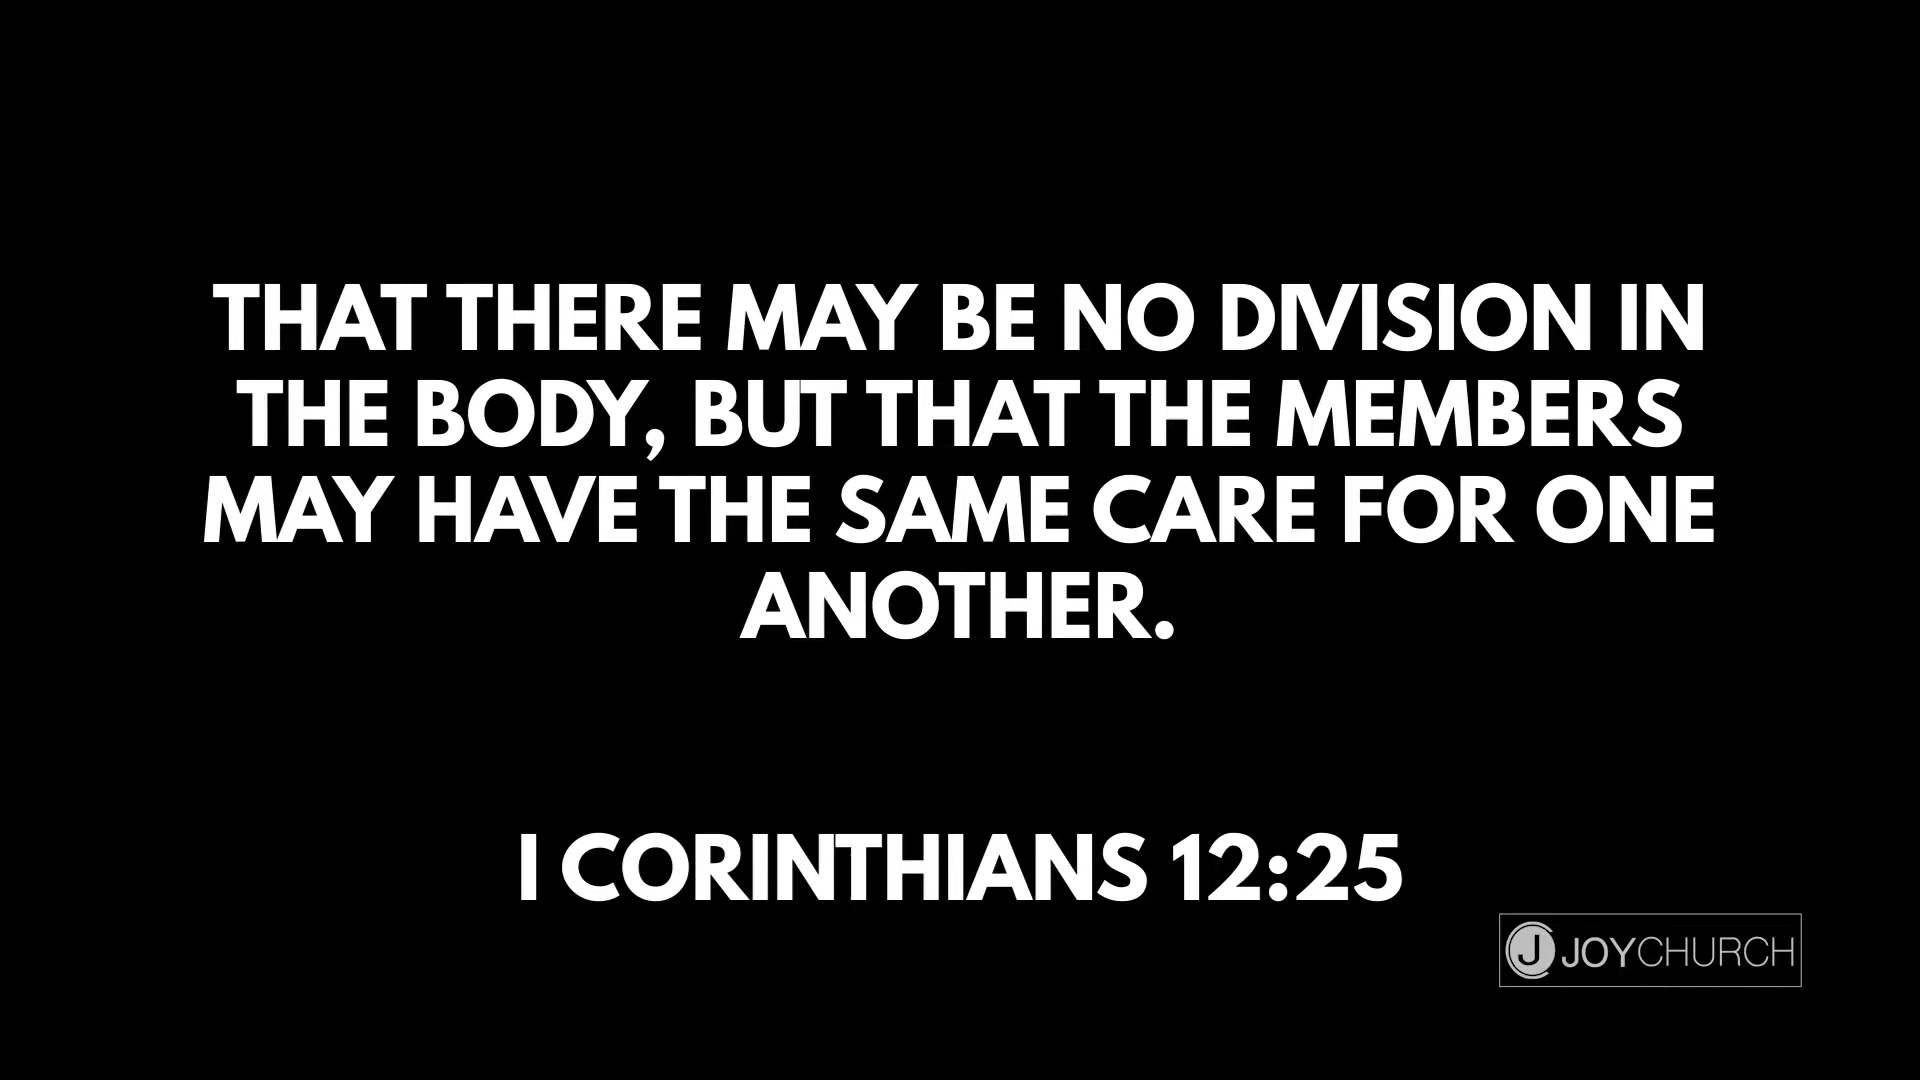 THAT THERE MAY BE NO DIVISION IN
THE BODY, BUT THAT THE MEMBERS
MAY HAVE THE SAME CARE FOR ONE
ANOTHER.
I CORINTHIANS 12:25
J JOYCHURCH